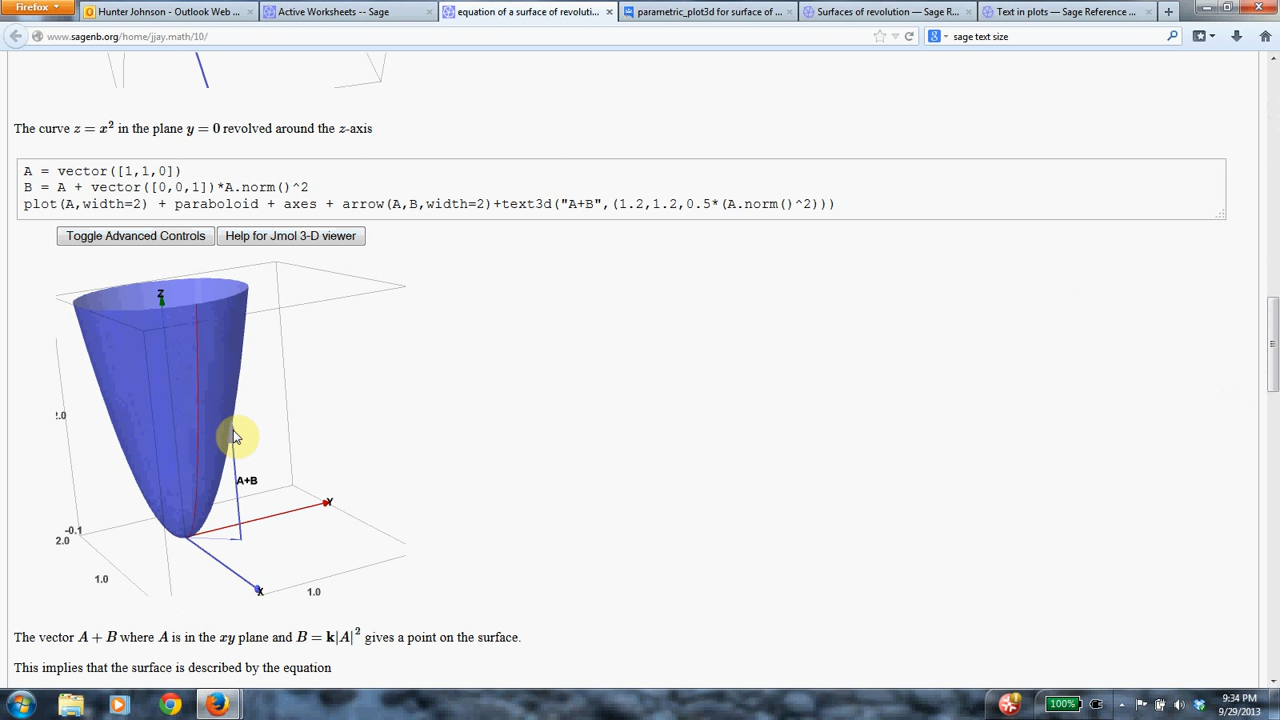 Firefox
Hunter Johnson - Outlook Web ...
Active Worksheets -- Sage
equation of a surface of revoluti...
parametric_plot3d for surface of ...
Surfaces of revolution — Sage R...
Text in plots — Sage Reference ...
www.sagenb.org/home/jjay.math/10/
sage text size
The curve z = x² in the plane y = 0 revolved around the z-axis
A = vector([1,1,0])
B = A + vector([0,0,1])*A.norm()^2
plot(A,width=2) + paraboloid + axes + arrow(A,B,width=2)+text3d("A+B",(1.2,1.2,0.5*(A.norm()^2)))
Toggle Advanced Controls
Help for Jmol 3-D viewer
Z
2.0
A+B
Y
-0.1
2.0
1.0
X
1.0
The vector A + B where A is in the xy plane and B = k|A|² gives a point on the surface.
This implies that the surface is described by the equation
100%
9:34 PM
9/29/2013